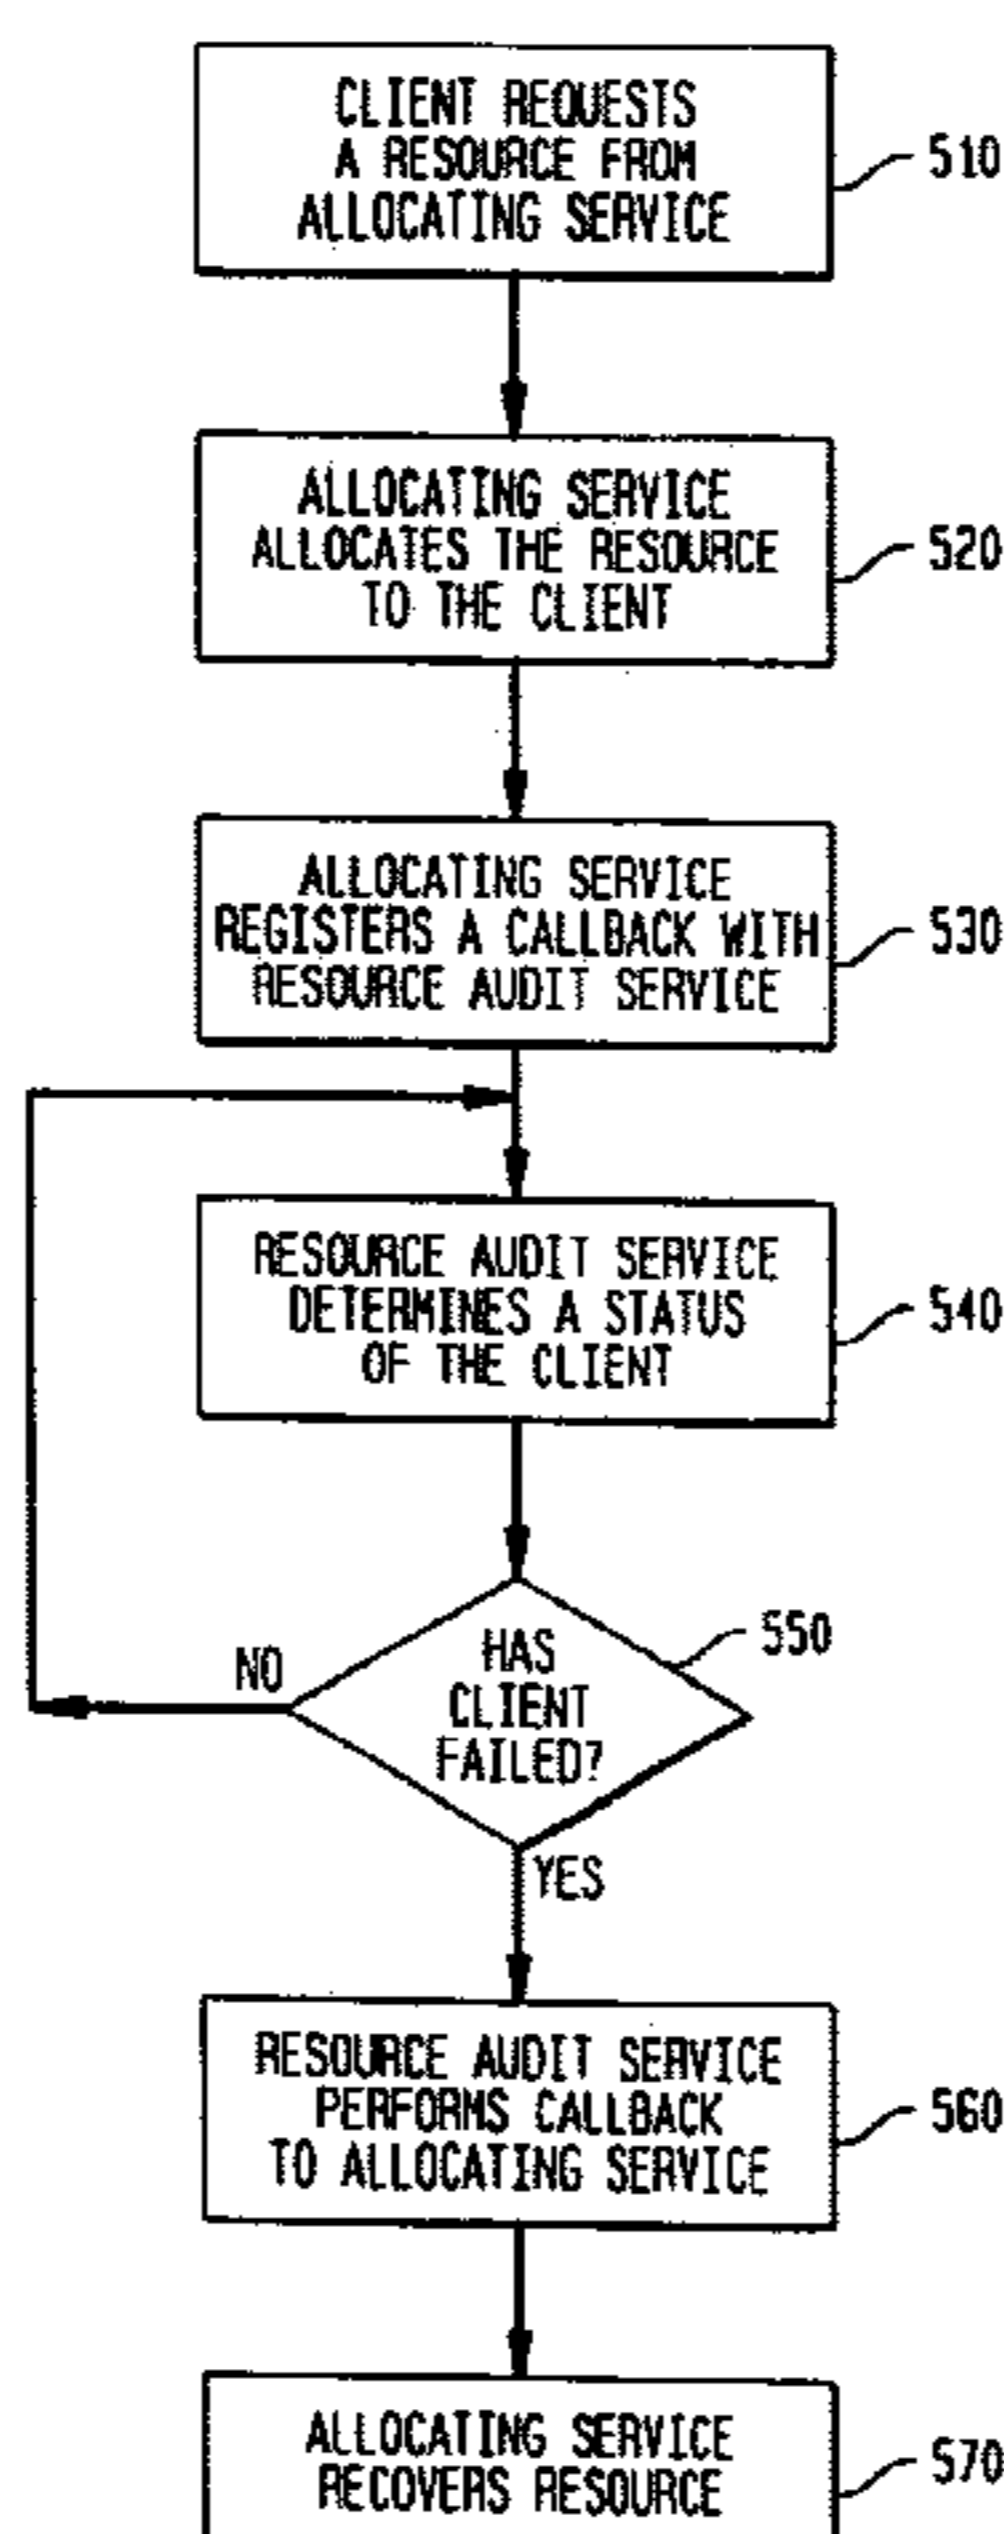 CLIENT REQUESTS
A RESOURCE FROM
ALLOCATING SERVICE
510
ALLOCATING SERVICE
ALLOCATES THE RESOURCE
TO THE CLIENT
520
ALLOCATING SERVICE
REGISTERS A CALLBACK WITH
RESOURCE AUDIT SERVICE
530
RESOURCE AUDIT SERVICE
DETERMINES A STATUS
OF THE CLIENT
540
HAS
CLIENT
FAILED?
550
NO
YES
RESOURCE AUDIT SERVICE
PERFORMS CALLBACK
TO ALLOCATING SERVICE
560
ALLOCATING SERVICE
RECOVERS RESOURCE
570